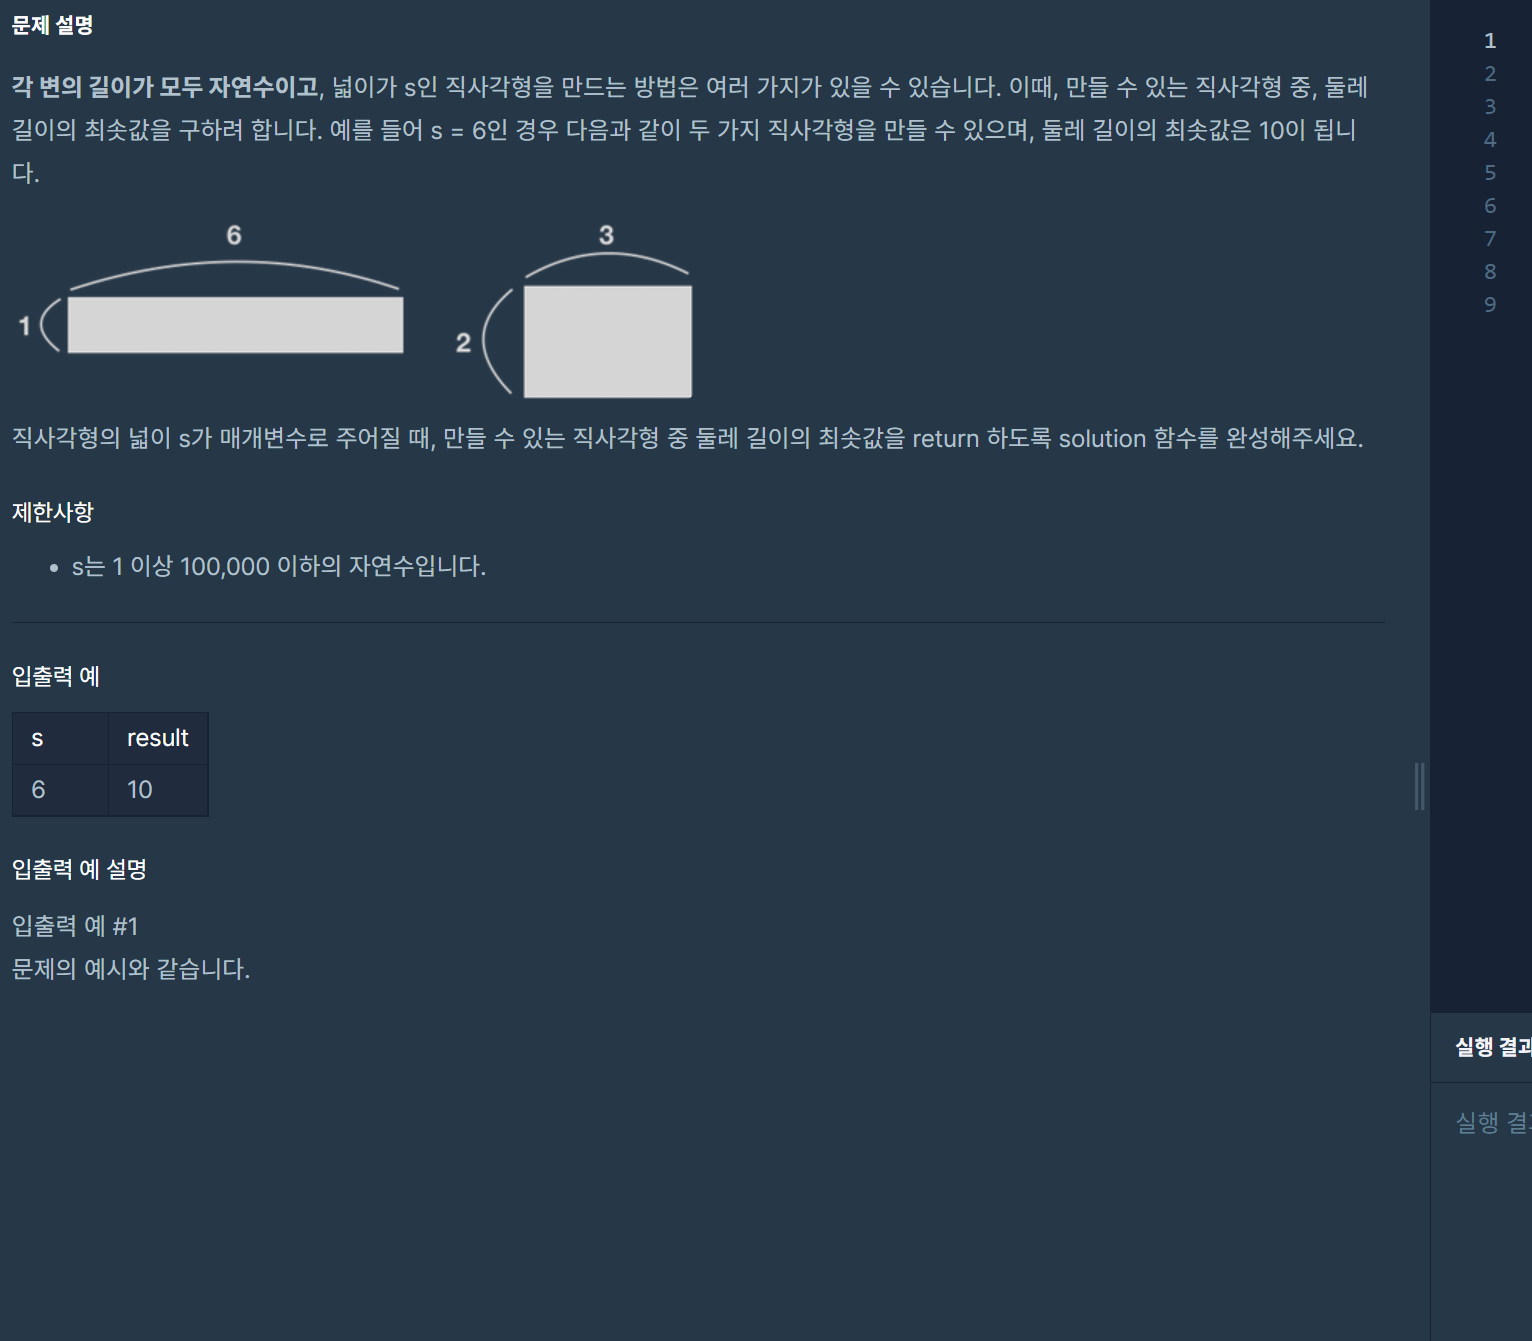 문제 설명
각 변의 길이가 모두 자연수이고, 넓이가 s인 직사각형을 만드는 방법은 여러 가지가 있을 수 있습니다. 이때, 만들 수 있는 직사각형 중, 둘레
길이의 최솟값을 구하려 합니다. 예를 들어 s = 6인 경우 다음과 같이 두 가지 직사각형을 만들 수 있으며, 둘레 길이의 최솟값은 10이 됩니
다.
6
3
1
2
직사각형의 넓이 s가 매개변수로 주어질 때, 만들 수 있는 직사각형 중 둘레 길이의 최솟값을 return 하도록 solution 함수를 완성해주세요.
제한사항
• s는 1 이상 100,000 이하의 자연수입니다.
입출력 예
s result
6 10
입출력 예 설명
입출력 예 #1
문제의 예시와 같습니다.
1
2
3
4
5
6
7
8
9
실행 결과
실행